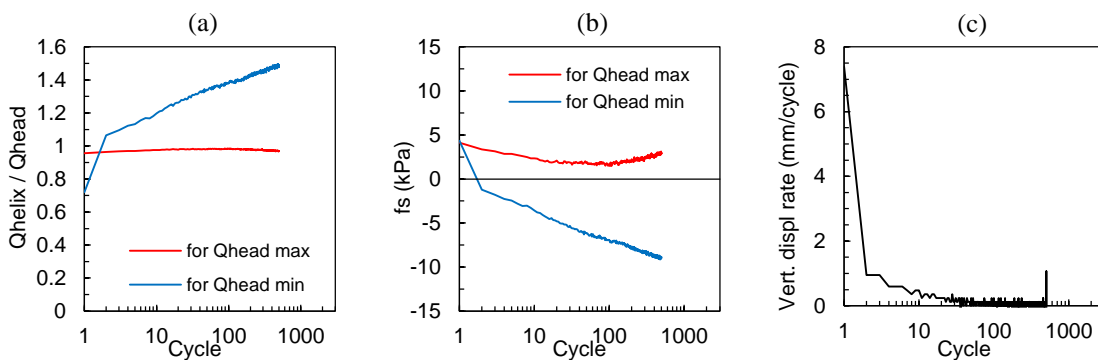 (a)
1.6
1.4
1.2
1
0.8
0.6
0.4
0.2
0
Qhelix / Qhead
for Qhead max
for Qhead min
1 10 100 1000
Cycle
(b)
15
10
5
0
-5
-10
-15
fs (kPa)
for Qhead max
for Qhead min
1 10 100 1000
Cycle
(c)
8
6
4
2
0
Vert. displ rate (mm/cycle)
1 10 100 1000
Cycle